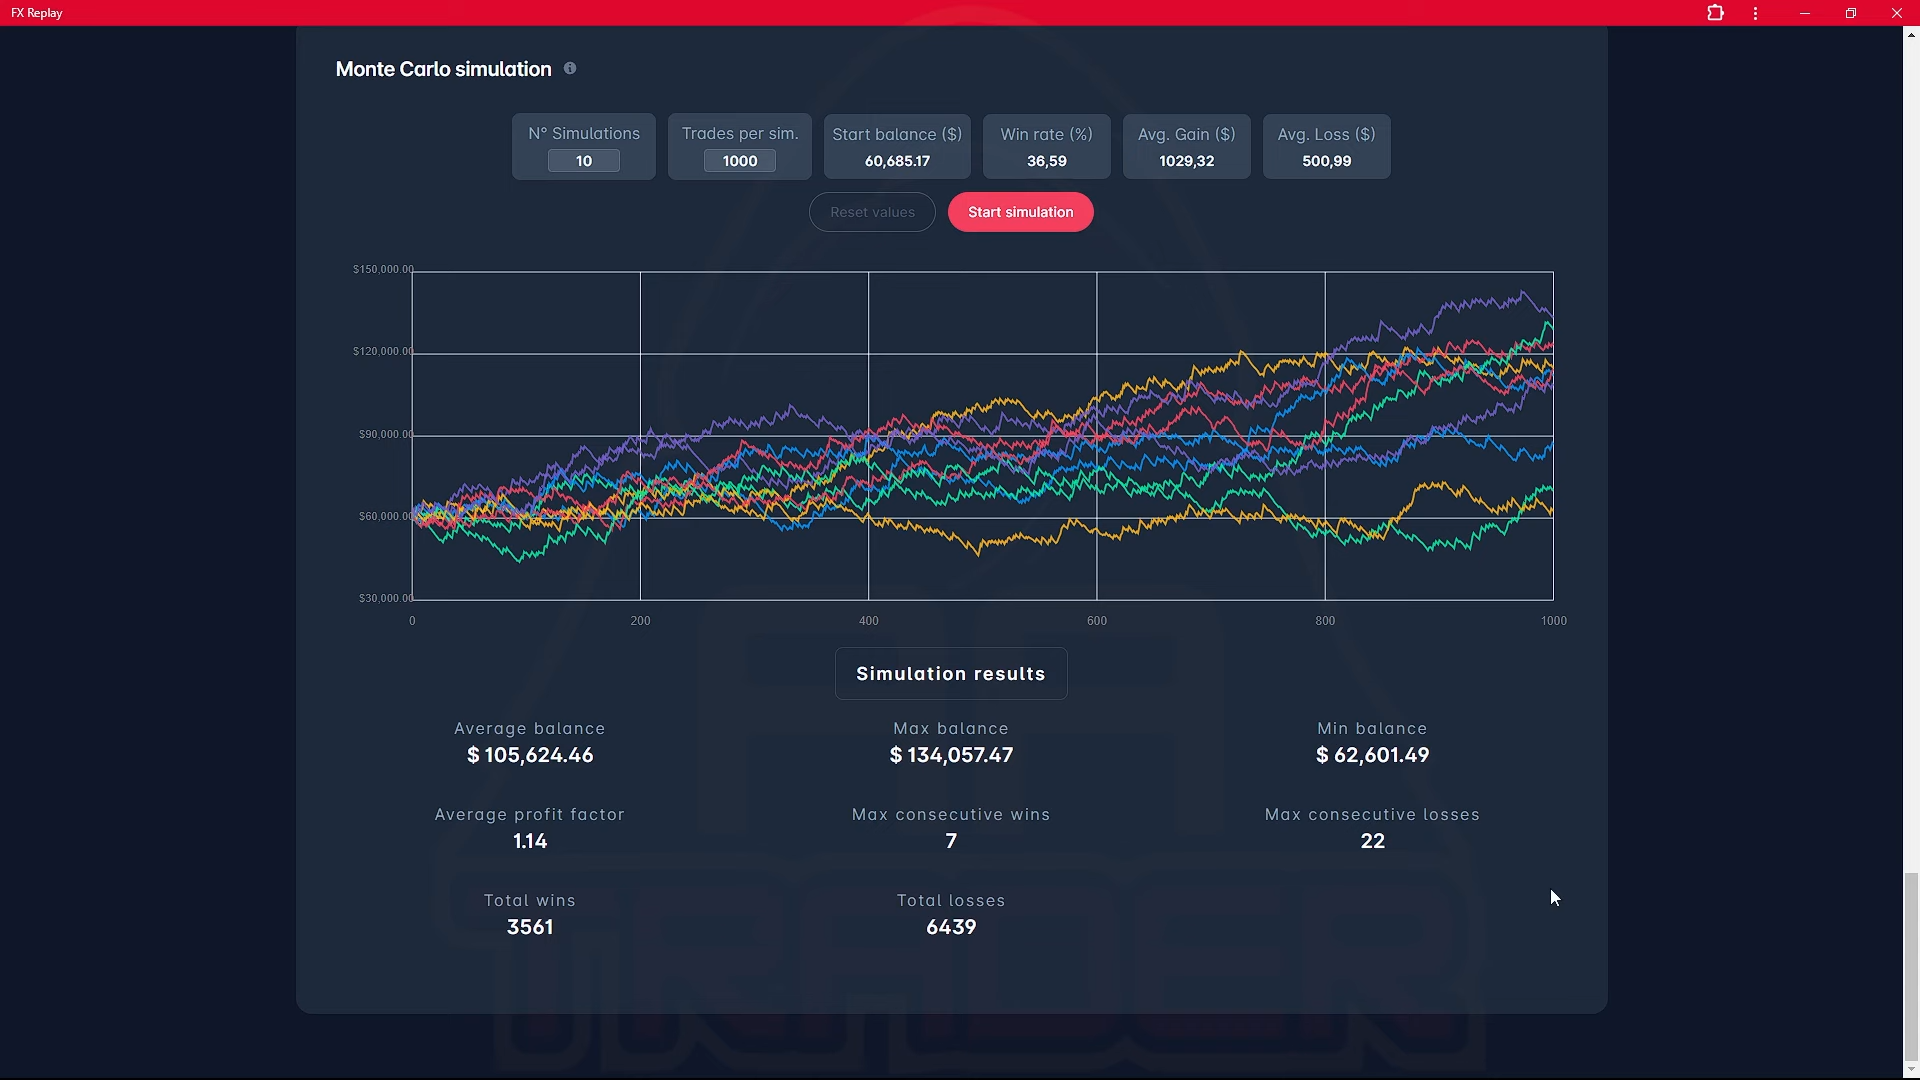 FX Replay
Monte Carlo simulation
N° Simulations
10
Trades per sim.
1000
Start balance ($)
60,685.17
Win rate (%)
36,59
Avg. Gain ($)
1029,32
Avg. Loss ($)
500,99
Reset values
Start simulation
$150,000.00
$120,000.00
$90,000.00
$60,000.00
$30,000.00
0
200
400
600
800
1000
Simulation results
Average balance
$ 105,624.46
Max balance
$ 134,057.47
Min balance
$ 62,601.49
Average profit factor
1.14
Max consecutive wins
7
Max consecutive losses
22
Total wins
3561
Total losses
6439
TRADER